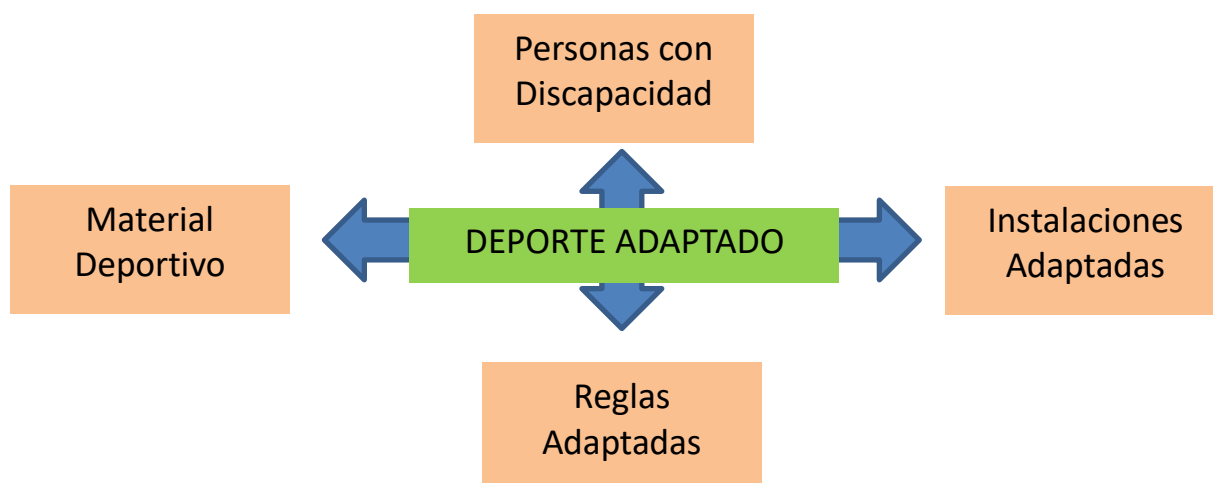 Personas con
Discapacidad
Material
Deportivo
DEPORTE ADAPTADO
Instalaciones
Adaptadas
Reglas
Adaptadas